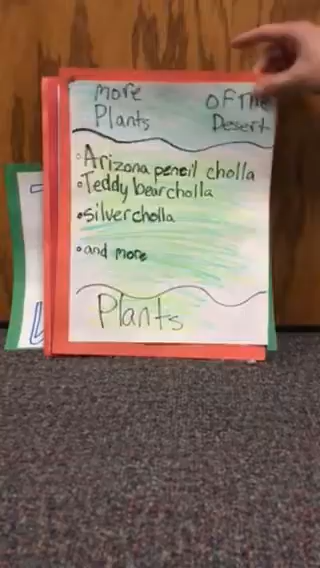 more of The
Plants Desert
•Arizona pencil cholla
•Teddy bear cholla
•silver cholla
•and more
Plants